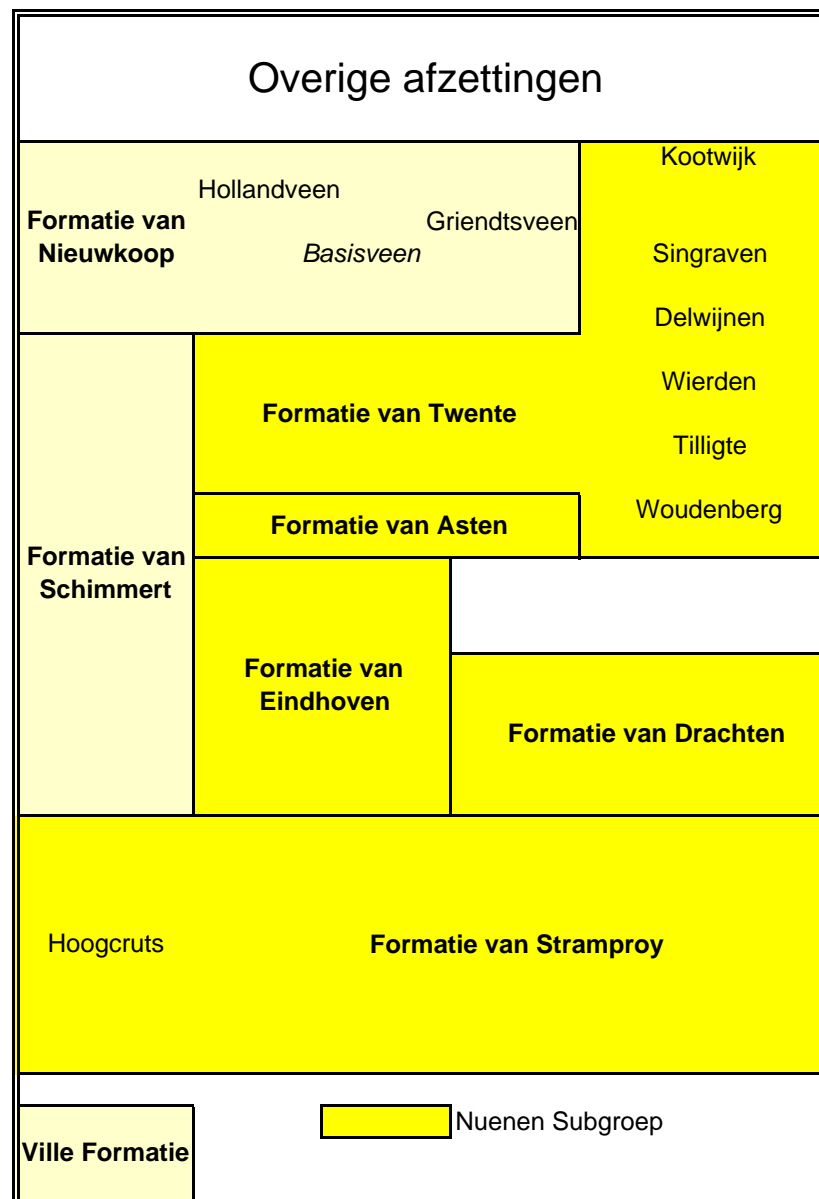 Overige afzettingen
Kootwijk
Hollandveen
Griendtsveen
Formatie van
Nieuwkoop
Basisveen
Singraven
Delwijnen
Wierden
Formatie van Twente
Tilligte
Woudenberg
Formatie van Asten
Formatie van
Schimmert
Formatie van
Eindhoven
Formatie van Drachten
Hoogcruts
Formatie van Stramproy
Nuenen Subgroep
Ville Formatie